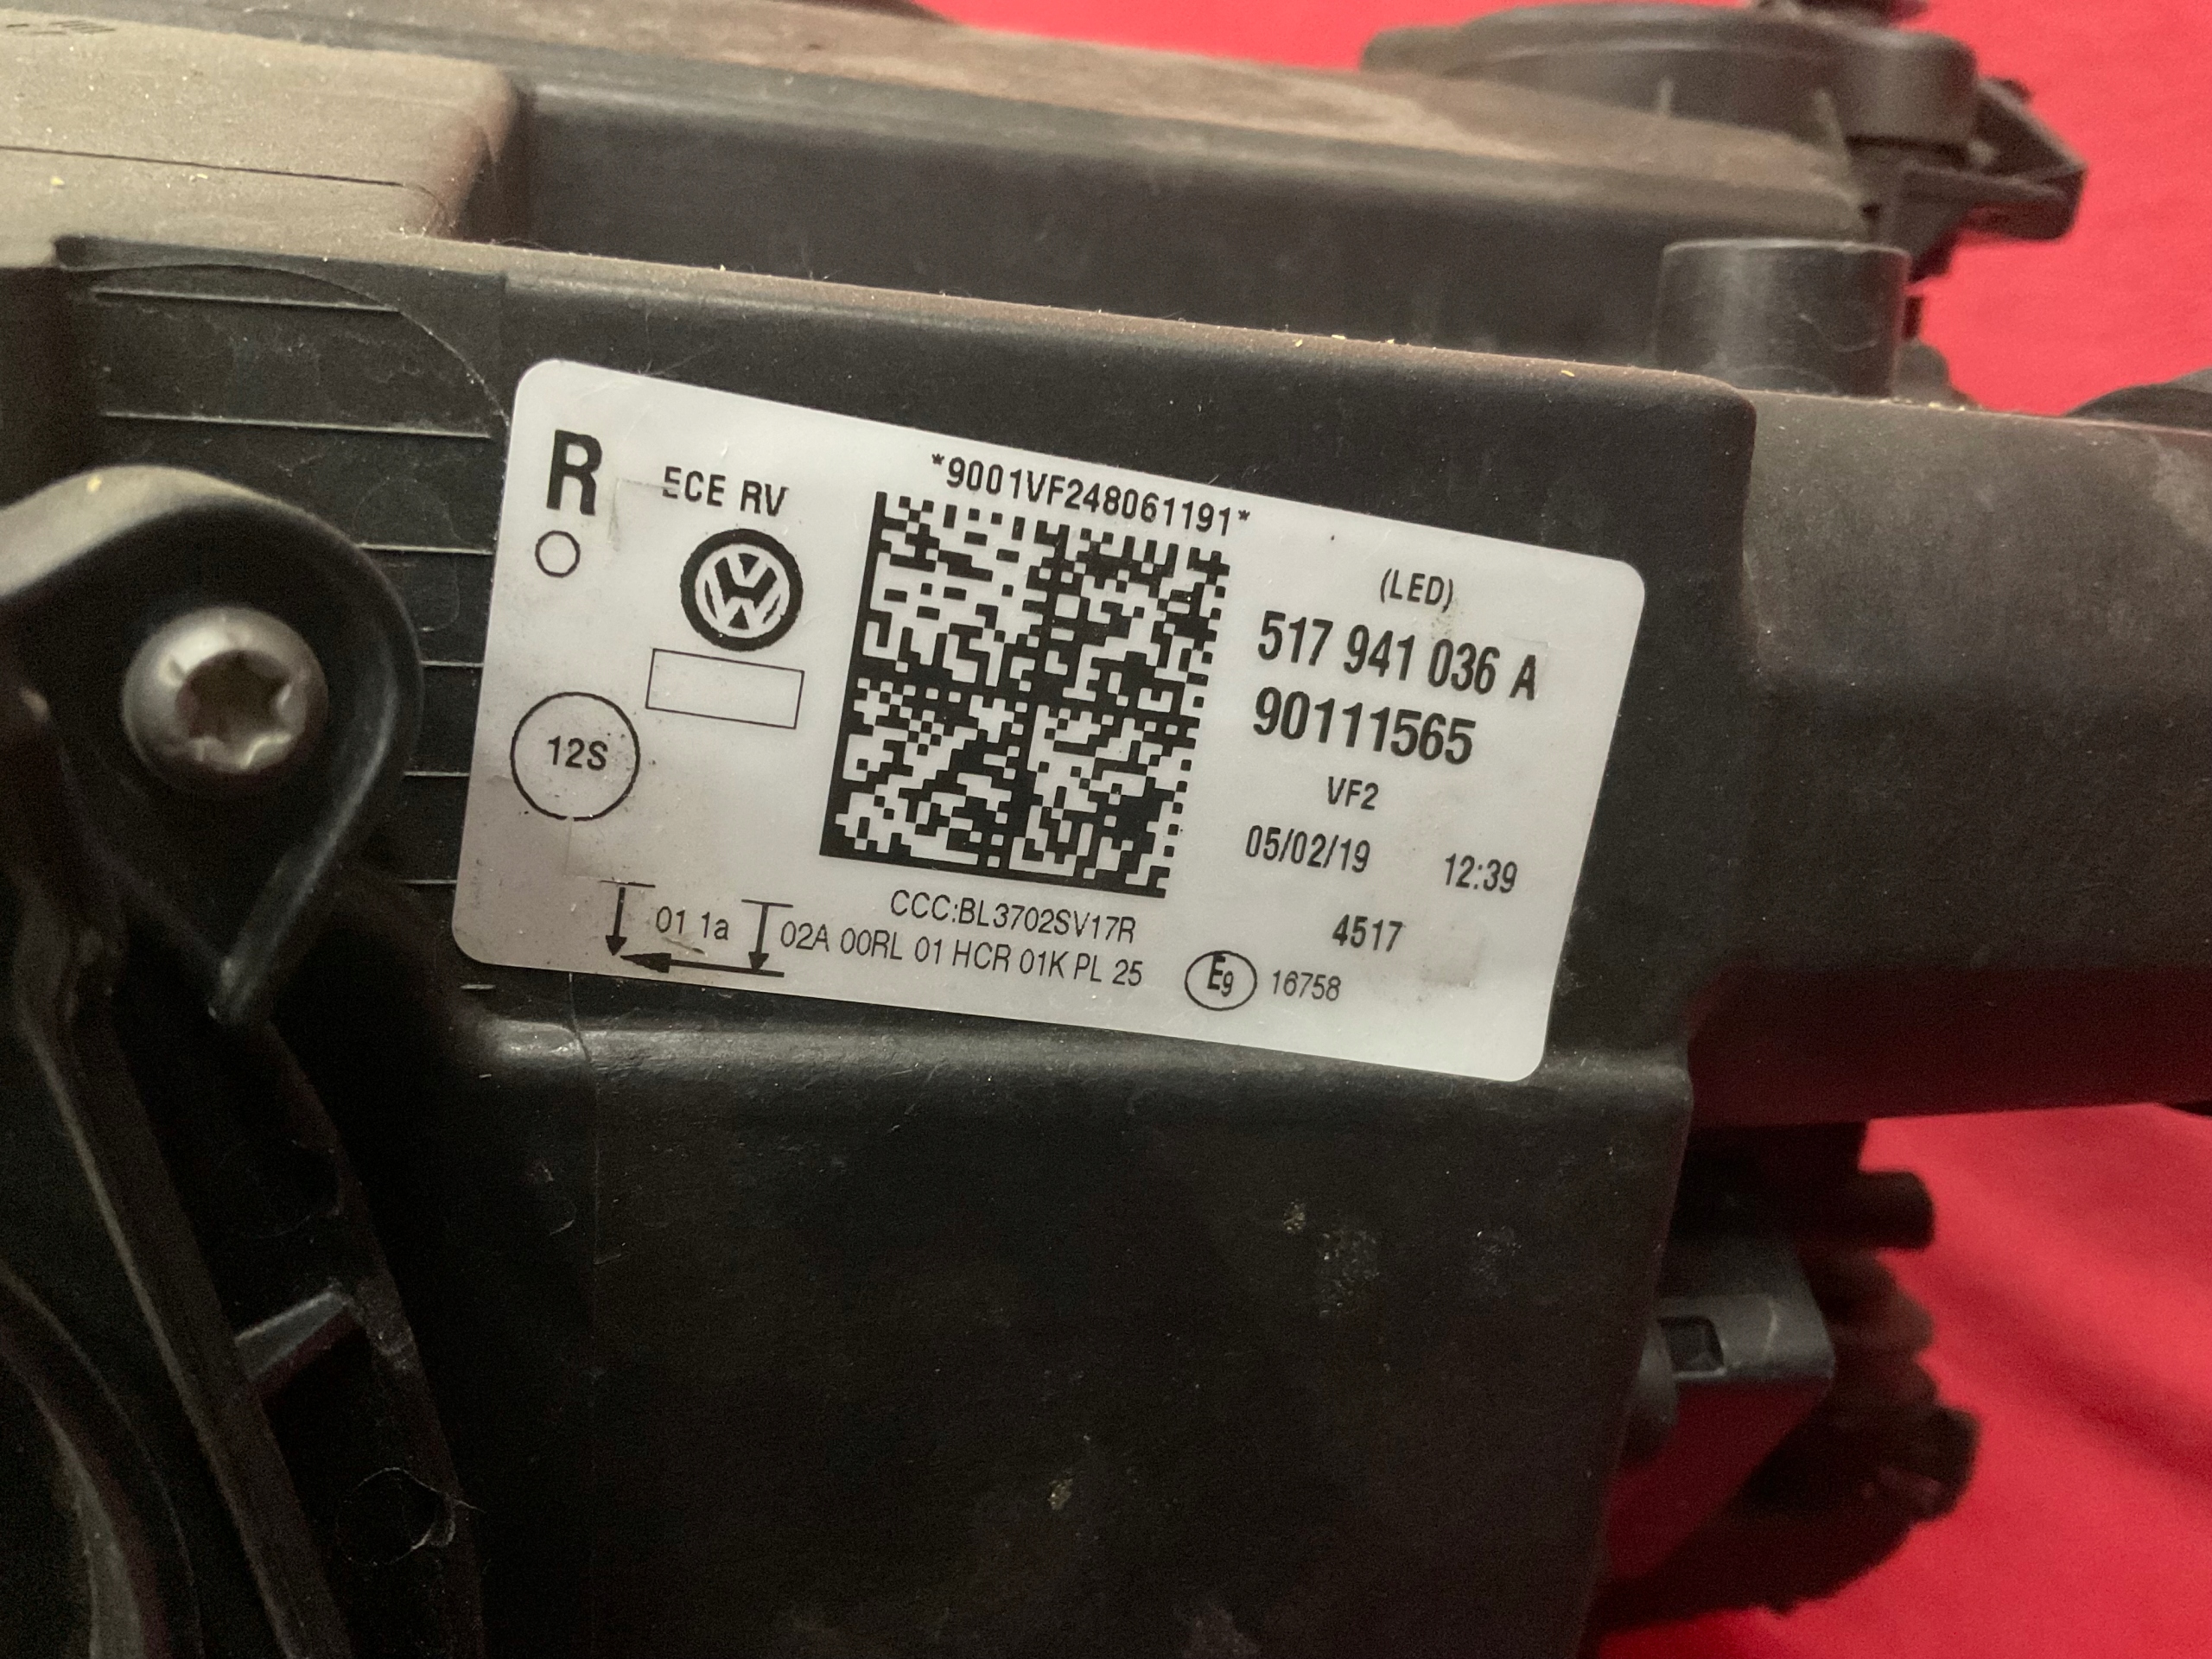 R
ECE RV
*9001VF248061191*
(LED)
517 941 036 A
90111565
VF2
12S
05/02/19 12:39
4517
CCC:BL3702SV17R
01 1a 02A 00RL 01 HCR 01K PL 25
E9 16758